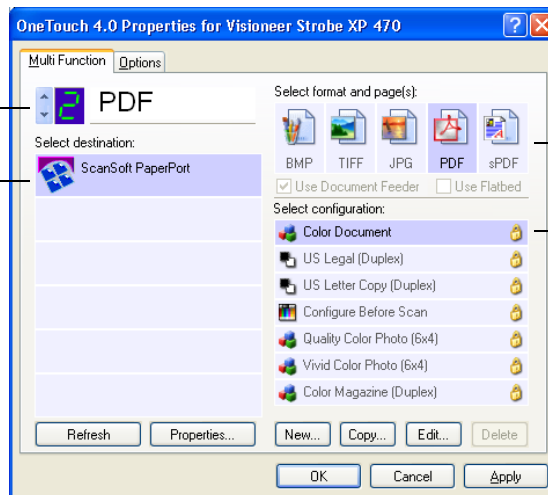 OneTouch 4.0 Properties for Visioneer Strobe XP 470
Multi Function Options
2 PDF
Select destination:
ScanSoft PaperPort
Select format and page(s):
BMP TIFF JPG PDF sPDF
Use Document Feeder Use Flatbed
Select configuration:
Color Document
US Legal (Duplex)
US Letter Copy (Duplex)
Configure Before Scan
Quality Color Photo (6x4)
Vivid Color Photo (6x4)
Color Magazine (Duplex)
Refresh Properties... New... Copy... Edit... Delete
OK Cancel Apply